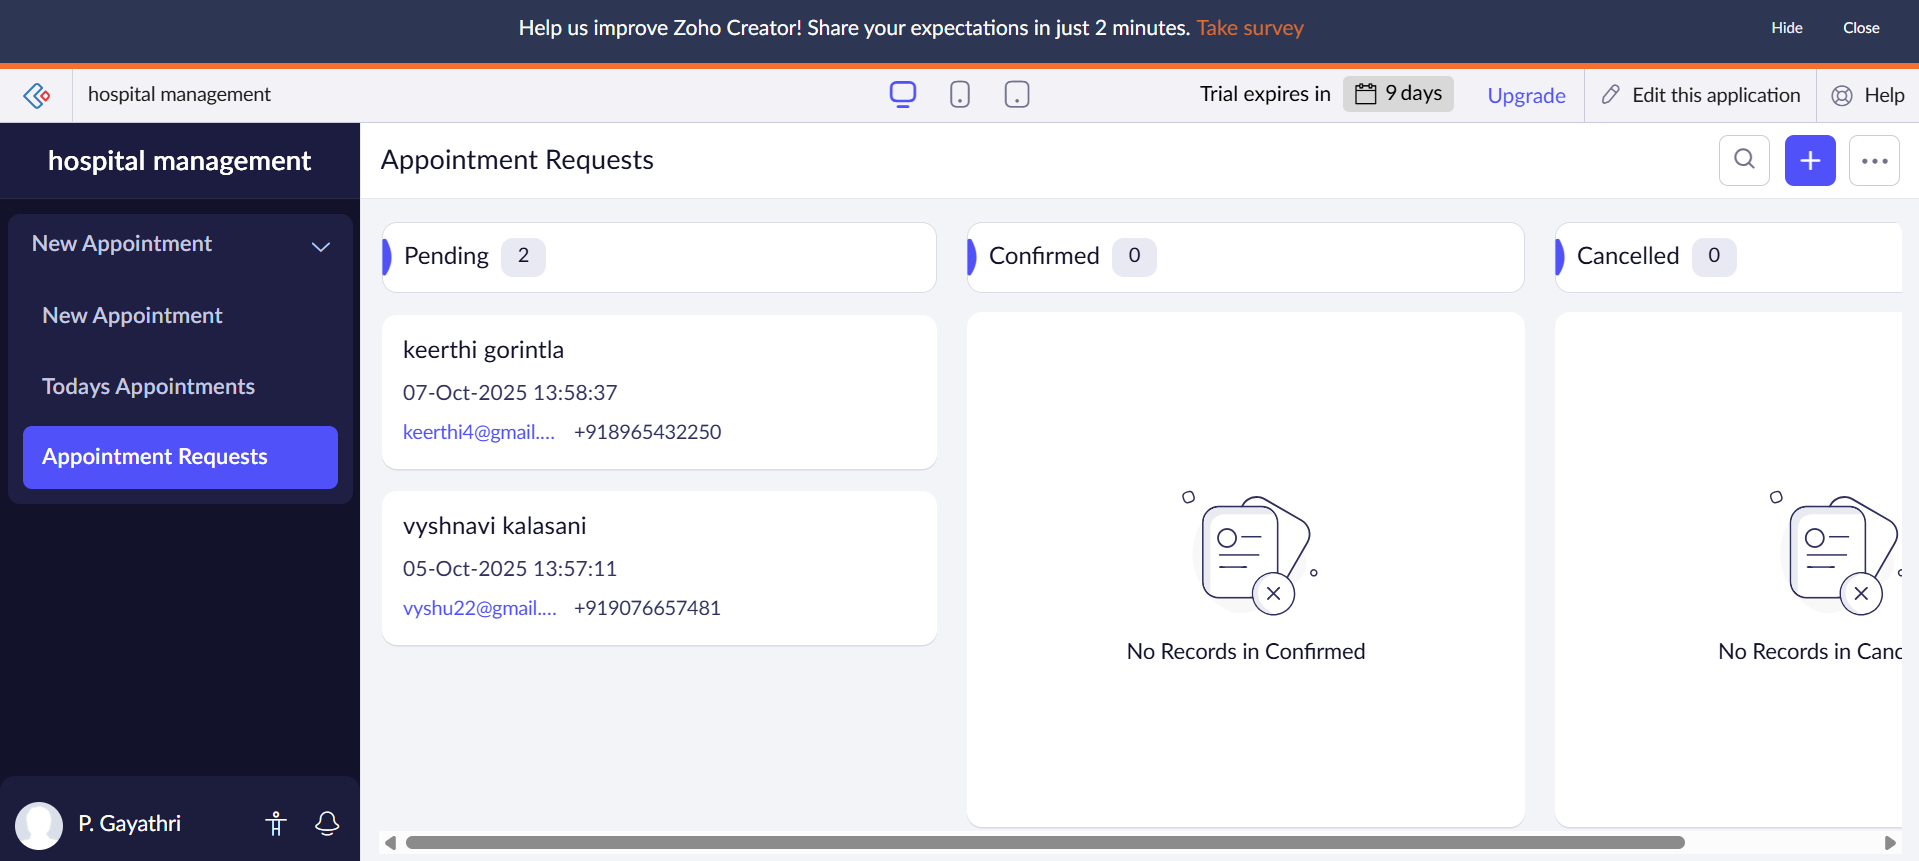 Help us improve Zoho Creator! Share your expectations in just 2 minutes. Take survey
Hide
Close
hospital management
Trial expires in
9 days
Upgrade
Edit this application
Help
hospital management
New Appointment
New Appointment
Todays Appointments
Appointment Requests
P. Gayathri
Appointment Requests
Pending 2
keerthi gorintla
07-Oct-2025 13:58:37
keerthi4@gmail.... +918965432250
vyshnavi kalasani
05-Oct-2025 13:57:11
vyshu22@gmail.... +919076657481
Confirmed 0
No Records in Confirmed
Cancelled 0
No Records in Canc